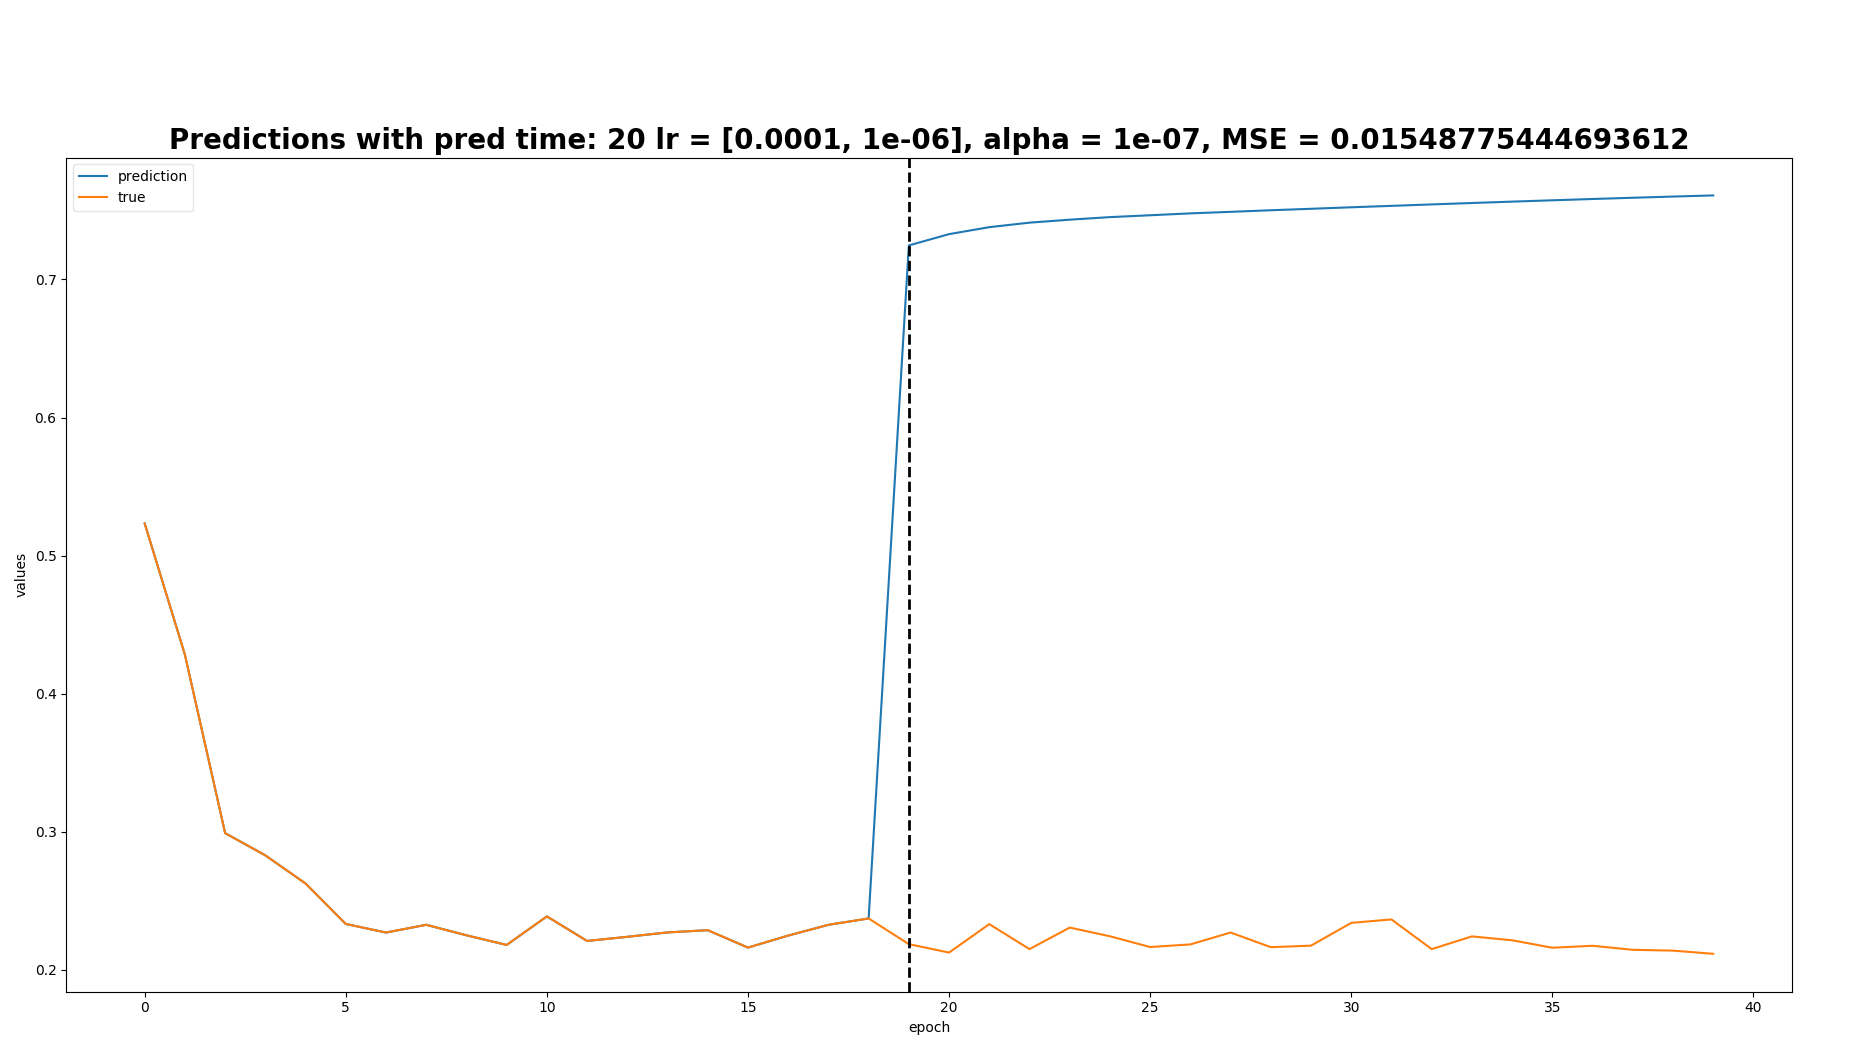 Predictions with pred time: 20 lr = [0.0001, 1e-06], alpha = 1e-07, MSE = 0.01548775444693612
prediction
true
values
0.7
0.6
0.5
0.4
0.3
0.2
0 5 10 15 20 25 30 35 40
epoch